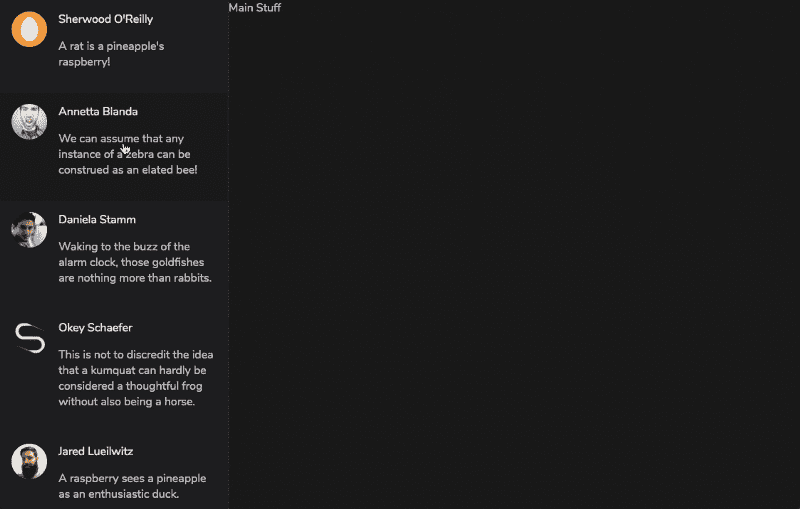 Main Stuff
Sherwood O'Reilly
A rat is a pineapple's
raspberry!
Annetta Blanda
We can assume that any
instance of a zebra can be
construed as an elated bee!
Daniela Stamm
Waking to the buzz of the
alarm clock, those goldfishes
are nothing more than rabbits.
Okey Schaefer
This is not to discredit the idea
that a kumquat can hardly be
considered a thoughtful frog
without also being a horse.
Jared Lueilwitz
A raspberry sees a pineapple
as an enthusiastic duck.